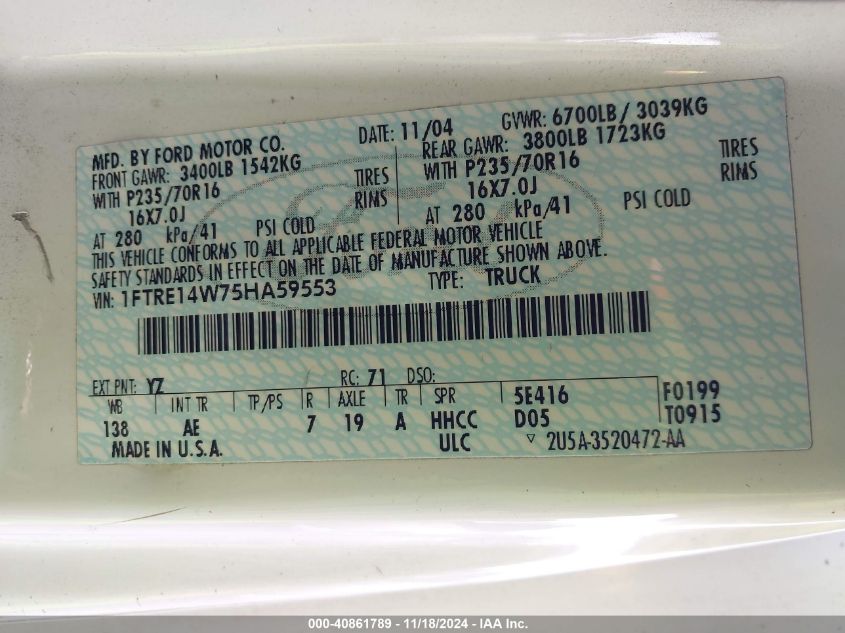 MFD. BY FORD MOTOR CO. DATE: 11/04 GVWR: 6700LB/ 3039KG
FRONT GAWR: 3400LB 1542KG REAR GAWR: 3800LB 1723KG
WITH P235/70R16 TIRES WITH P235/70R16 TIRES
16X7.0J RIMS 16X7.0J RIMS
AT 280 kPa/41 PSI COLD AT 280 kPa/41 PSI COLD
THIS VEHICLE CONFORMS TO ALL APPLICABLE FEDERAL MOTOR VEHICLE
SAFETY STANDARDS IN EFFECT ON THE DATE OF MANUFACTURE SHOWN ABOVE.
VIN: 1FTRE14W75HA59553 TYPE: TRUCK
EXT PNT: YZ RC: 71 DSO:
WB INT TR TP/PS R AXLE TR SPR 5E416 F0199
138 AE 7 19 A HHCC D05 T0915
MADE IN U.S.A. ULC ▽ 2U5A-3520472-AA
000-40861789 - 11/18/2024 - IAA Inc.